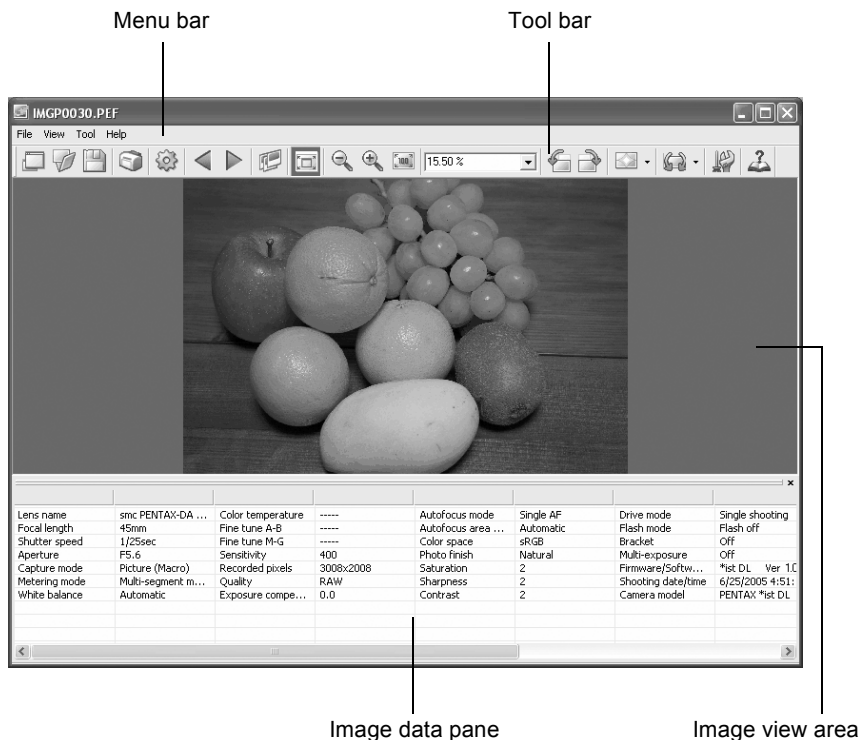 Menu bar
Tool bar
IMGP0030.PEF
File View Tool Help
100
15.50 %
Lens name smc PENTAX-DA ... Color temperature ----- Autofocus mode Single AF Drive mode Single shooting
Focal length 45mm Fine tune A-B ----- Autofocus area ... Automatic Flash mode Flash off
Shutter speed 1/25sec Fine tune M-G ----- Color space sRGB Bracket Off
Aperture F5.6 Sensitivity 400 Photo finish Natural Multi-exposure Off
Capture mode Picture (Macro) Recorded pixels 3008x2008 Saturation 2 Firmware/Softw... *ist DL Ver 1.0
Metering mode Multi-segment m... Quality RAW Sharpness 2 Shooting date/time 6/25/2005 4:51:
White balance Automatic Exposure compe... 0.0 Contrast 2 Camera model PENTAX *ist DL
Image data pane
Image view area